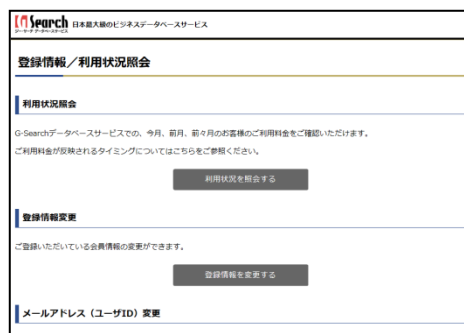 G-Search 日本最大級のビジネスデータベースサービス
ジー・サーチ データベースサービス
登録情報／利用状況照会
利用状況照会
G-Searchデータベースサービスでの、今月、前月、前々月のお客様のご利用料金をご確認いただけます。
ご利用料金が反映されるタイミングについてはこちらをご参照ください。
利用状況を照会する
登録情報変更
ご登録いただいている会員情報の変更ができます。
登録情報を変更する
メールアドレス（ユーザID）変更